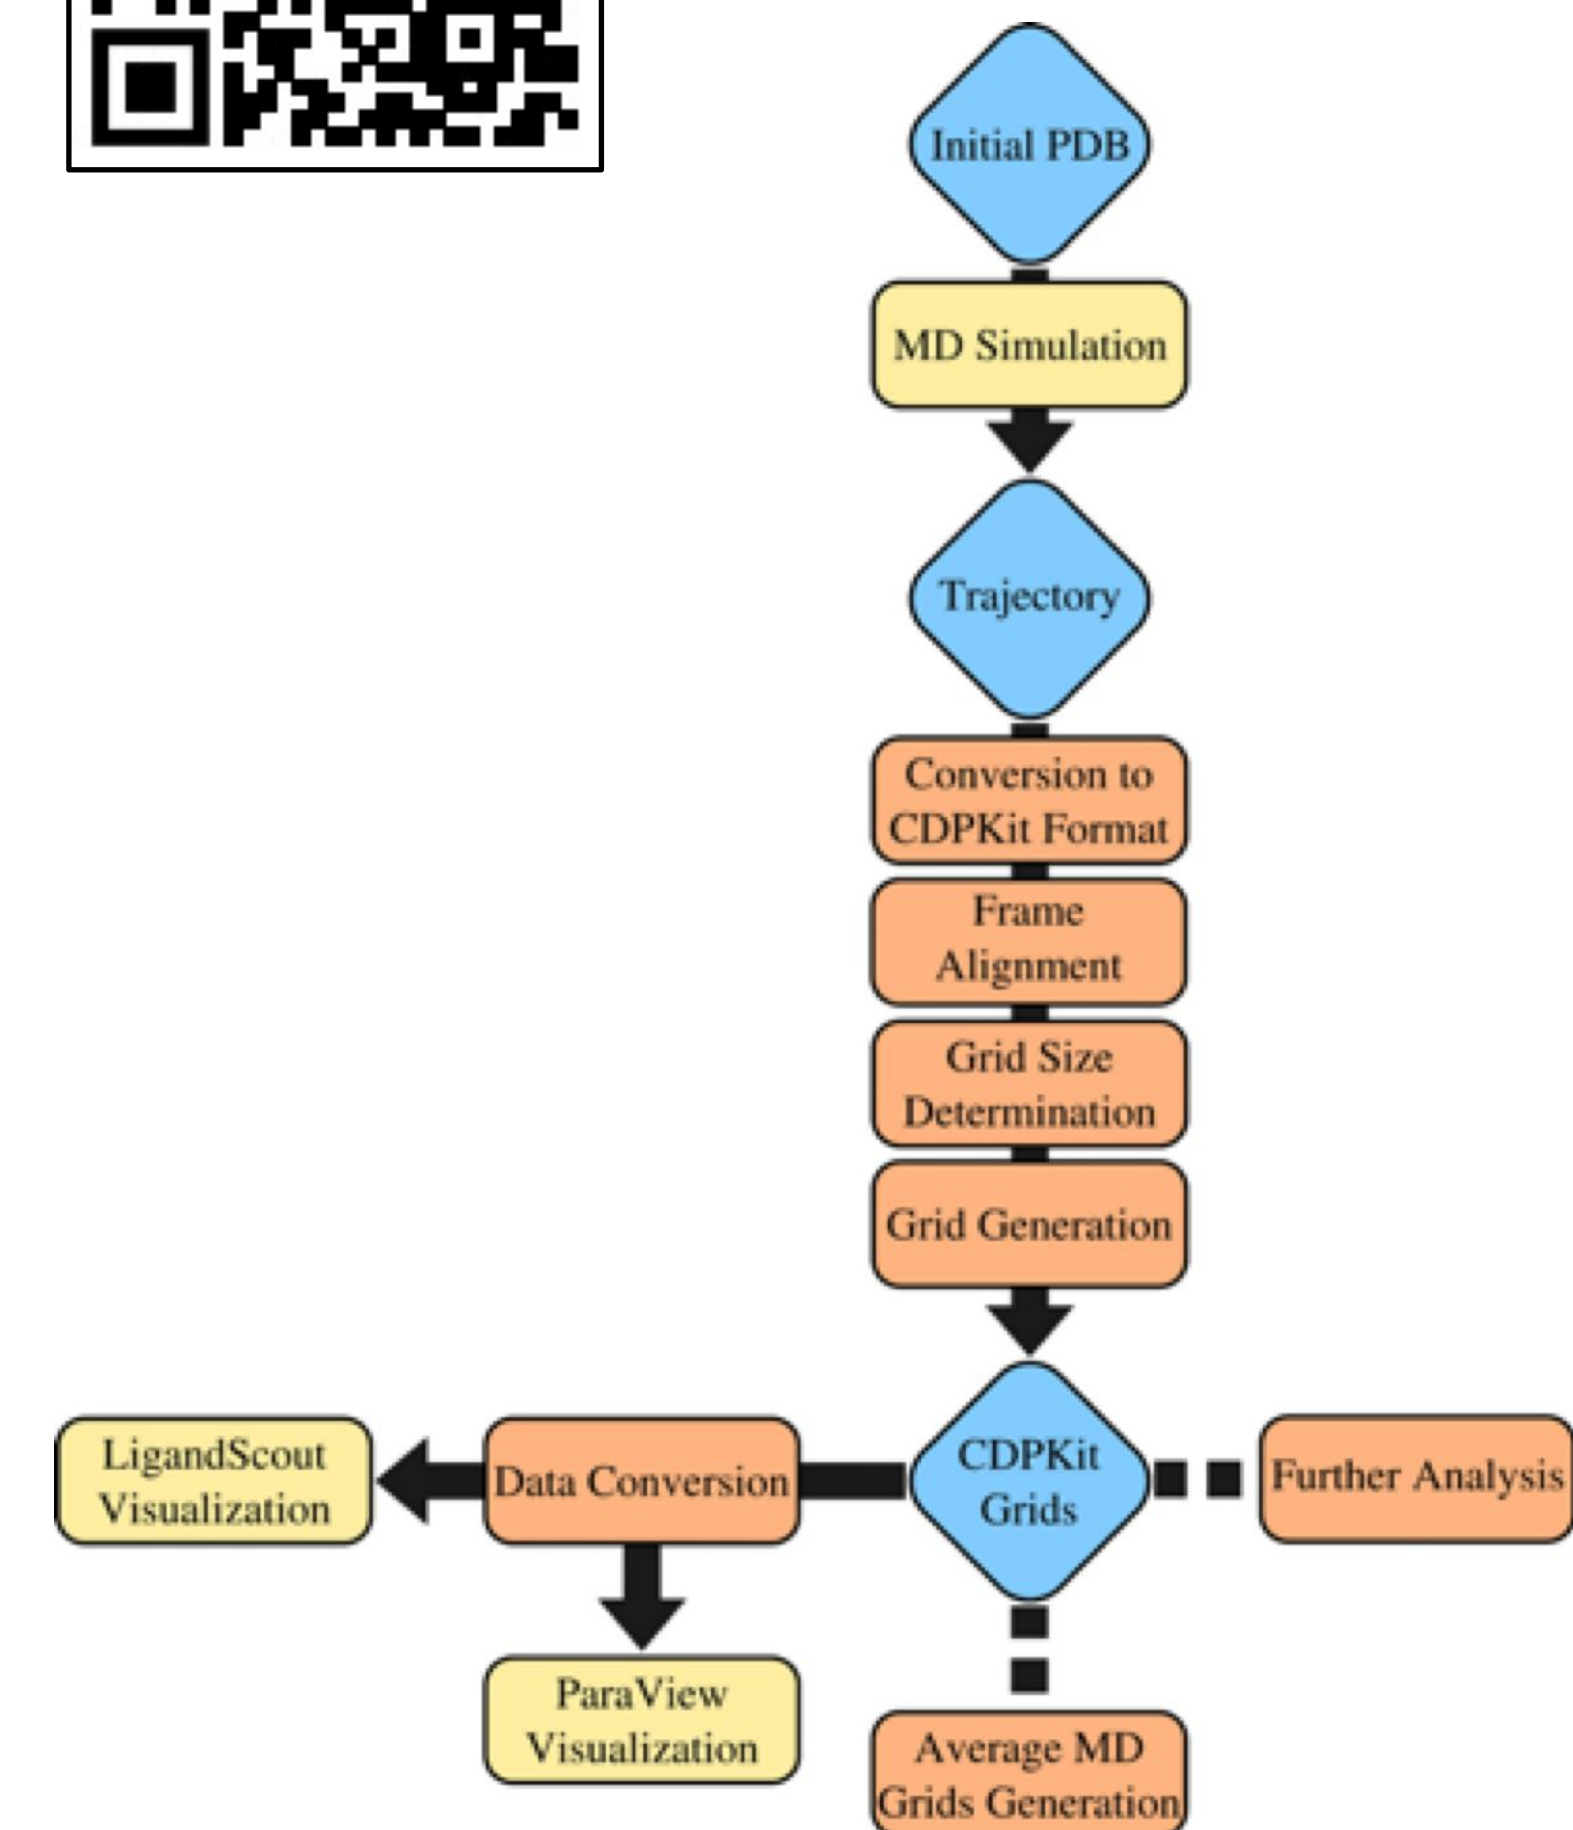 Initial PDB
MD Simulation
Trajectory
Conversion to
CDPKit Format
Frame
Alignment
Grid Size
Determination
Grid Generation
LigandScout
Visualization
Data Conversion
CDPKit
Grids
Further Analysis
ParaView
Visualization
Average MD
Grids Generation